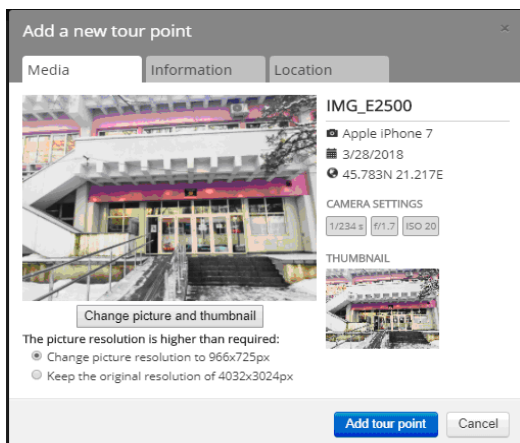 Add a new tour point
×
Media
Information
Location
IMG_E2500
Apple iPhone 7
3/28/2018
45.783N 21.217E
CAMERA SETTINGS
1/234 s
f/1.7
ISO 20
THUMBNAIL
Change picture and thumbnail
The picture resolution is higher than required:
Change picture resolution to 966x725px
Keep the original resolution of 4032x3024px
Add tour point
Cancel